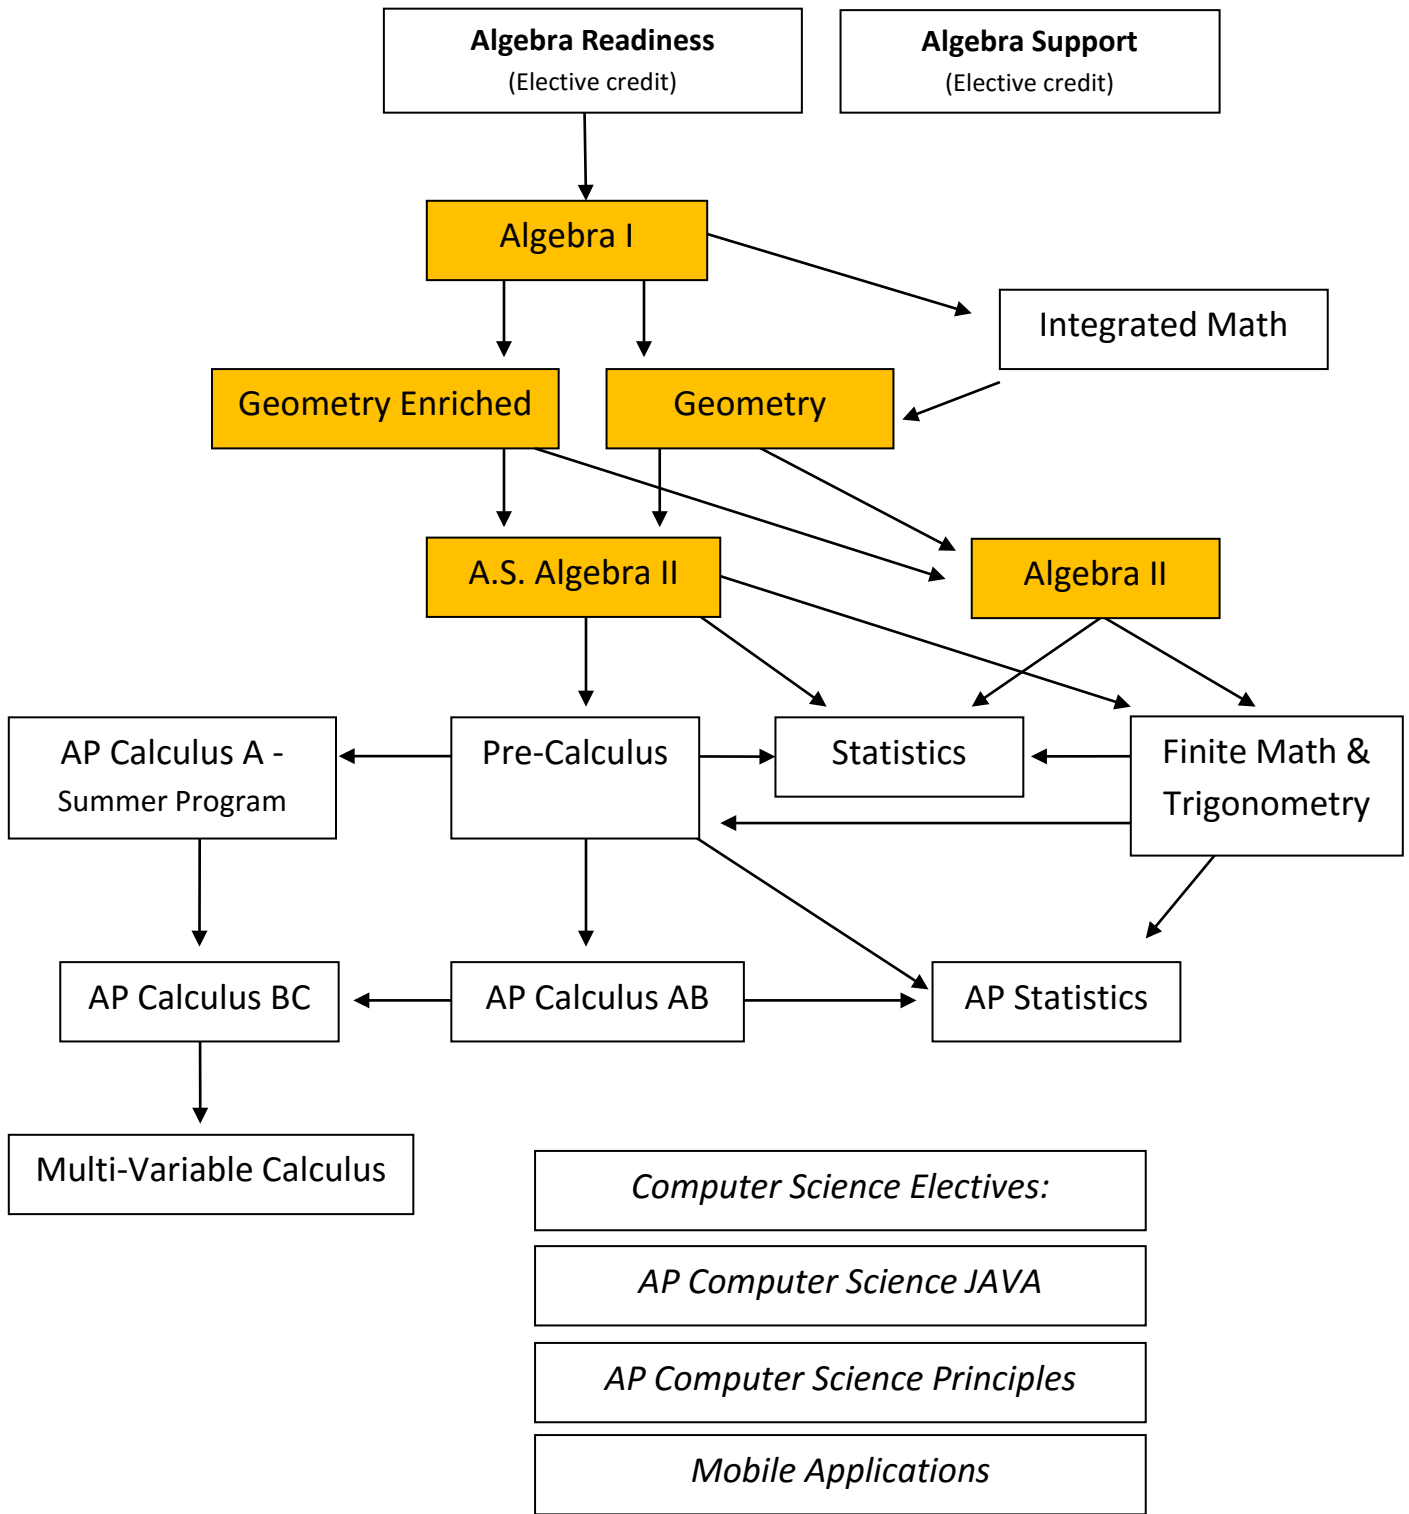 Algebra Readiness
(Elective credit)
Algebra Support
(Elective credit)
Algebra I
Integrated Math
Geometry Enriched
Geometry
A.S. Algebra II
Algebra II
AP Calculus A -
Summer Program
Pre-Calculus
Statistics
Finite Math &
Trigonometry
AP Calculus BC
AP Calculus AB
AP Statistics
Multi-Variable Calculus
Computer Science Electives:
AP Computer Science JAVA
AP Computer Science Principles
Mobile Applications